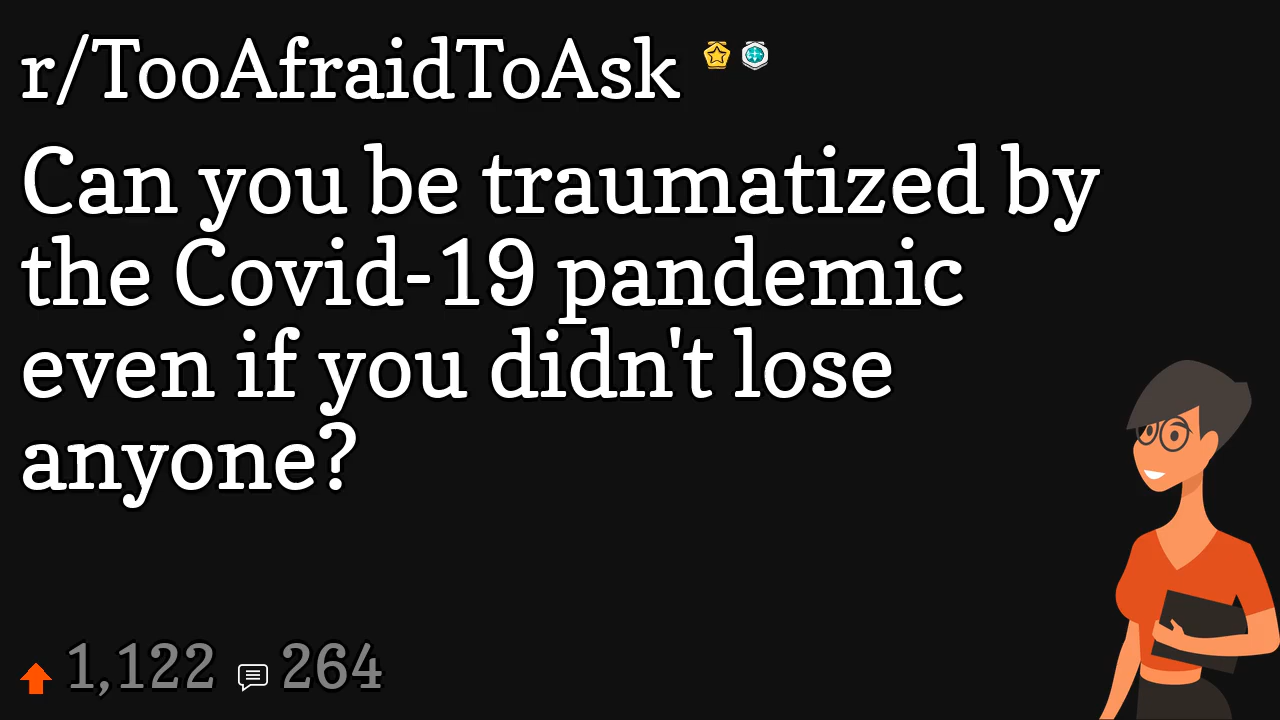 r/TooAfraidToAsk
Can you be traumatized by
the Covid-19 pandemic
even if you didn't lose
anyone?
1,122 264